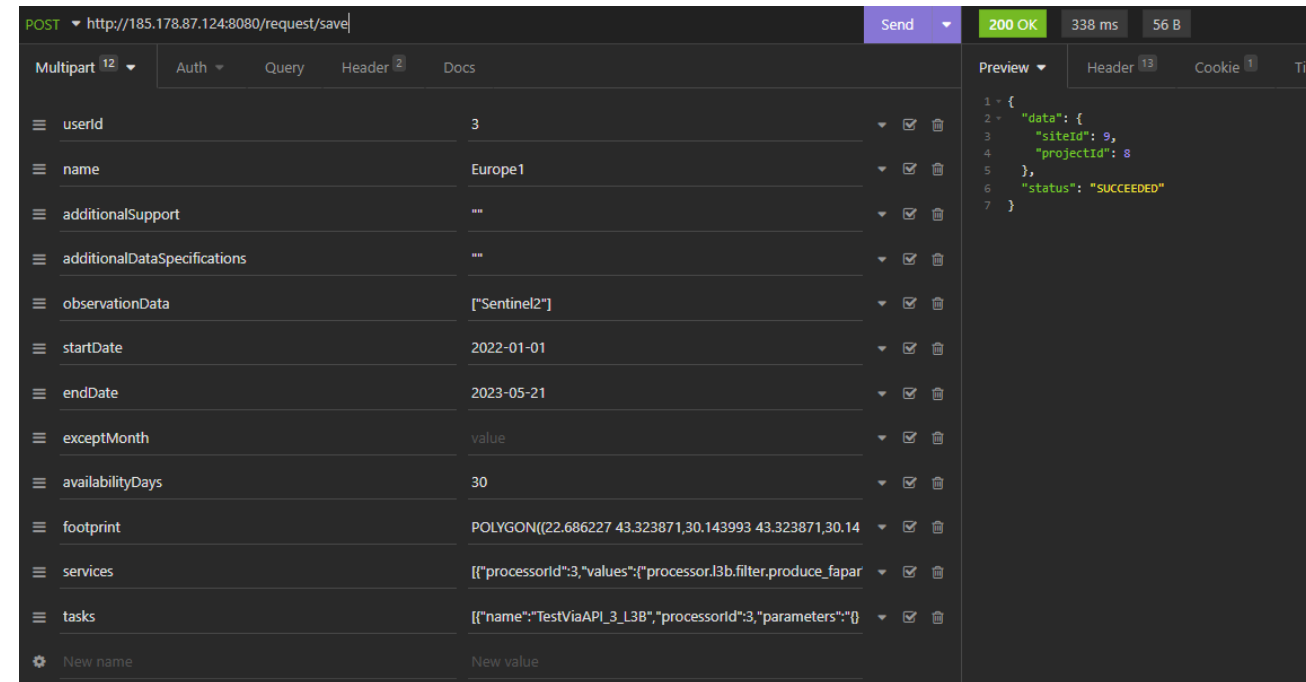 POST http://185.178.87.124:8080/request/save Send 200 OK 338 ms 56 B
Multipart 12 Auth Query Header 2 Docs Preview Header 13 Cookie 1 Ti
userId 3
name Europe1
additionalSupport ""
additionalDataSpecifications ""
observationData ["Sentinel2"]
startDate 2022-01-01
endDate 2023-05-21
exceptMonth value
availabilityDays 30
footprint POLYGON((22.686227 43.323871,30.143993 43.323871,30.14
services [{"processorId":3,"values":{"processor.l3b.filter.produce_fapar'
tasks [{"name":"TestViaAPI_3_L3B","processorId":3,"parameters":"{}
New name New value
1 {
2 "data": {
3 "siteId": 9,
4 "projectId": 8
5 },
6 "status": "SUCCEEDED"
7 }